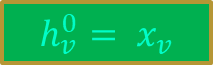 $h_v^0 = x_v$